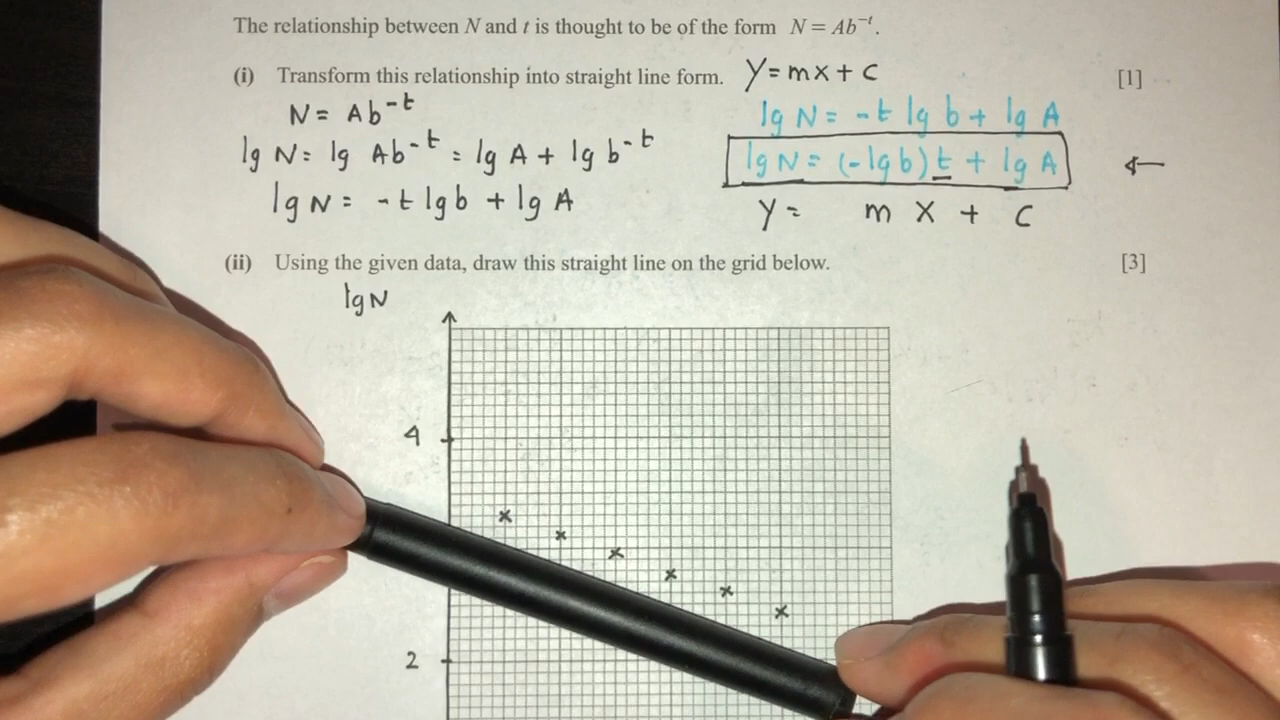 The relationship between N and t is thought to be of the form N = Ab⁻ᵗ.
(i) Transform this relationship into straight line form. Y = mX + C [1]
N = Ab⁻ᵗ
lg N = -t lg b + lg A
lg N = lg Ab⁻ᵗ = lg A + lg b⁻ᵗ
lg N = (-lg b) t + lg A ←
lg N = -t lg b + lg A
Y = m X + C
(ii) Using the given data, draw this straight line on the grid below. [3]
lg N
4
2